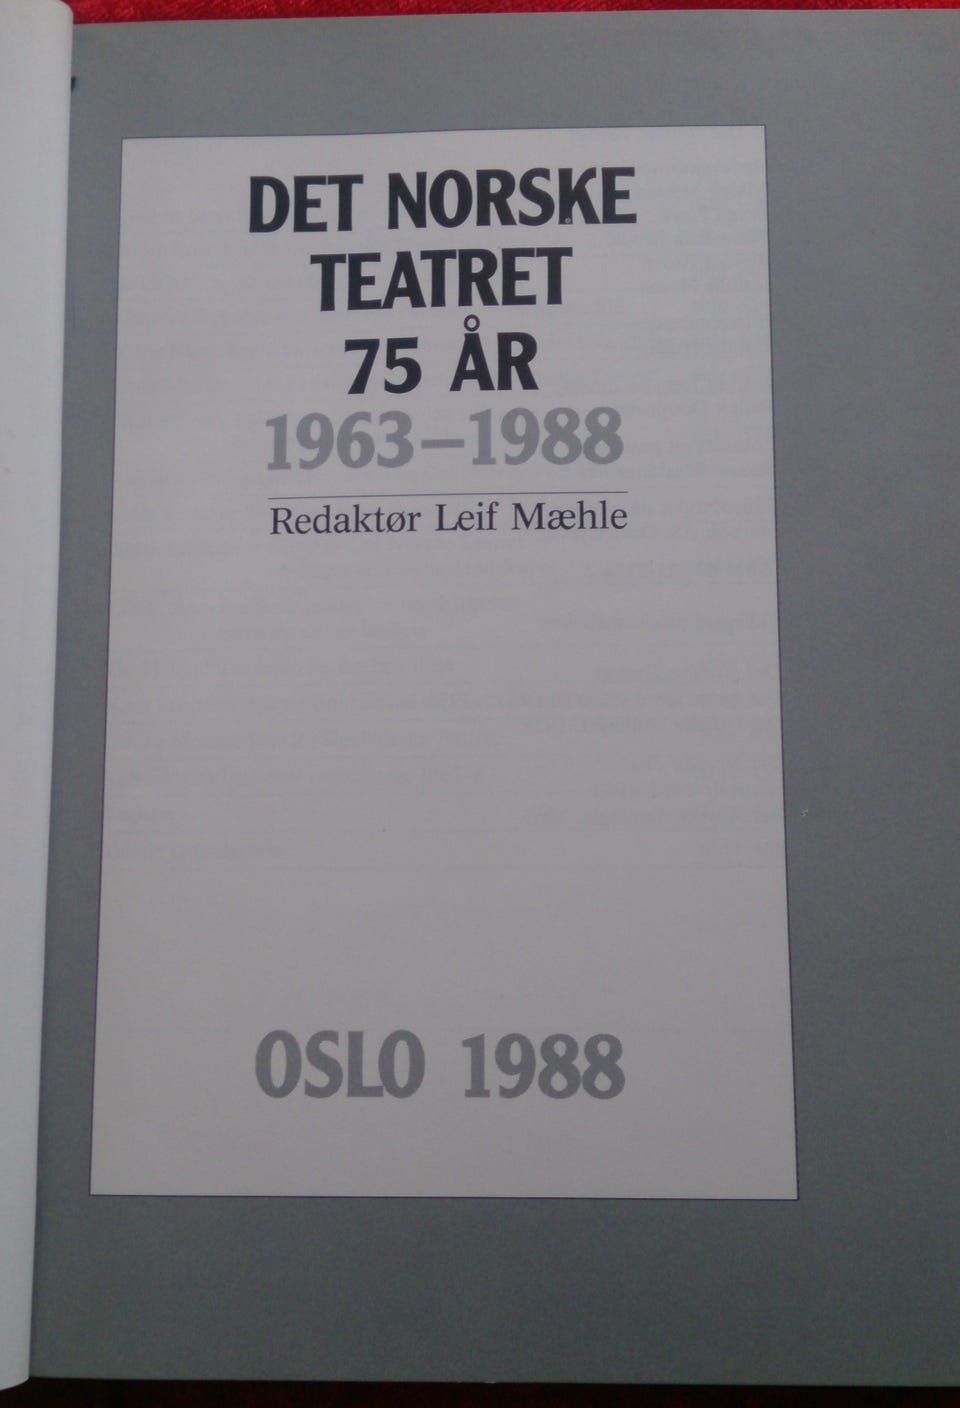 DET NORSKE
TEATRET
75 ÅR
1963–1988
Redaktør Leif Mæhle
OSLO 1988